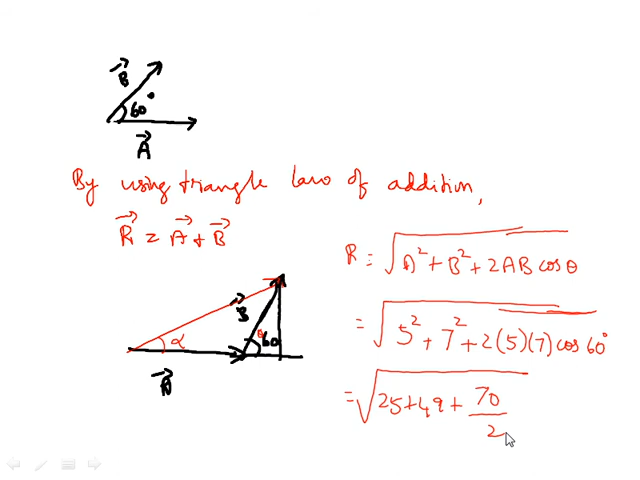 B⃗
60°
A⃗
By using triangle law of addition,
R⃗ = A⃗ + B⃗
R = √(A² + B² + 2AB cos θ)
B⃗
α
θ
60
A⃗
= √(5² + 7² + 2(5)(7) cos 60°)
= √(25 + 49 + 70/2)